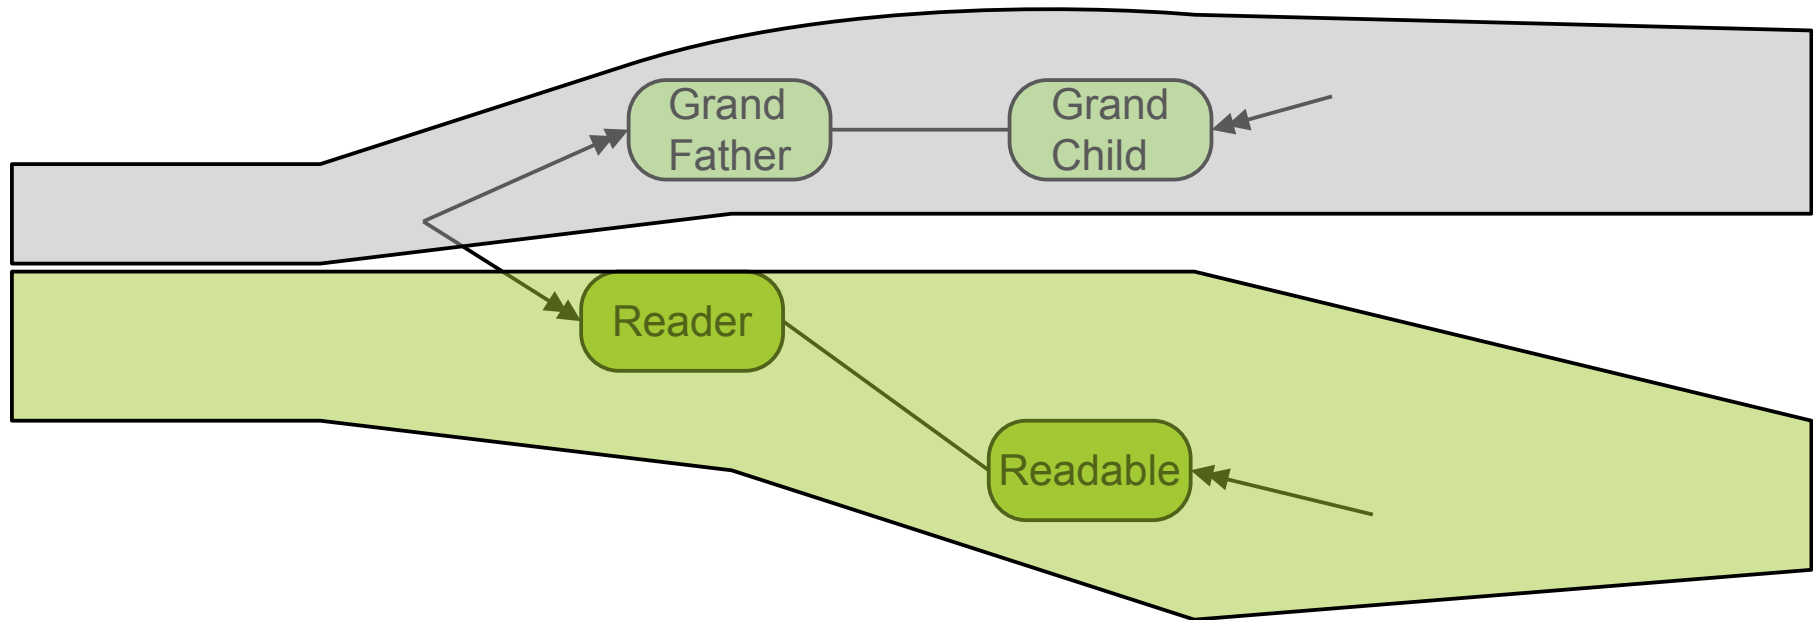 Grand
Father
Grand
Child
Reader
Readable